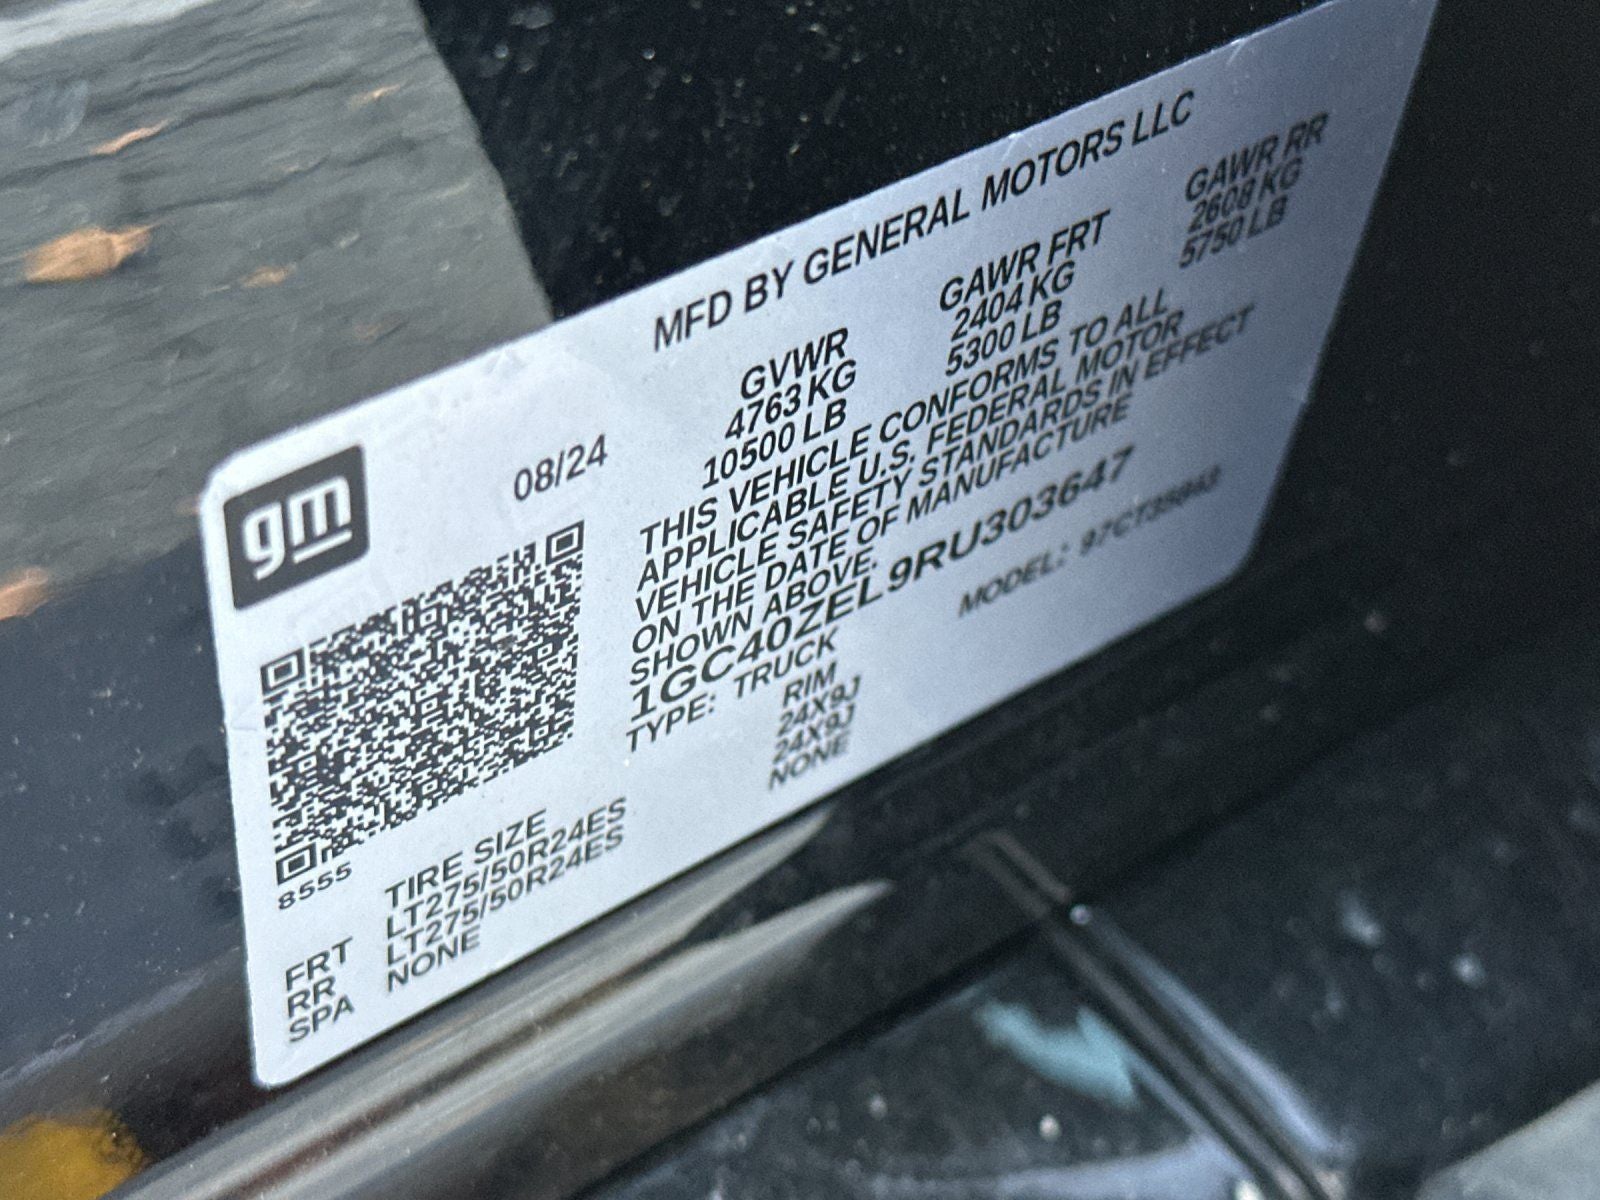 MFD BY GENERAL MOTORS LLC
gm
08/24
GVWR GAWR FRT GAWR RR
4763 KG 2404 KG 2608 KG
10500 LB 5300 LB 5750 LB
THIS VEHICLE CONFORMS TO ALL
APPLICABLE U.S. FEDERAL MOTOR
VEHICLE SAFETY STANDARDS IN EFFECT
ON THE DATE OF MANUFACTURE
SHOWN ABOVE.
1GC40ZEL9RU303647
TYPE: TRUCK MODEL:
8555
TIRE SIZE RIM
FRT LT275/50R24ES 24X9J
RR LT275/50R24ES 24X9J
SPA NONE NONE